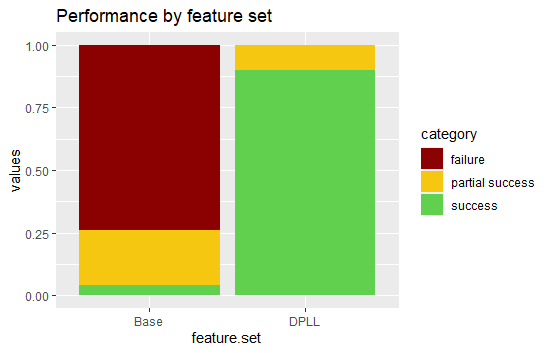 Performance by feature set
values
1.00
0.75
0.50
0.25
0.00
Base
DPLL
feature.set
category
failure
partial success
success